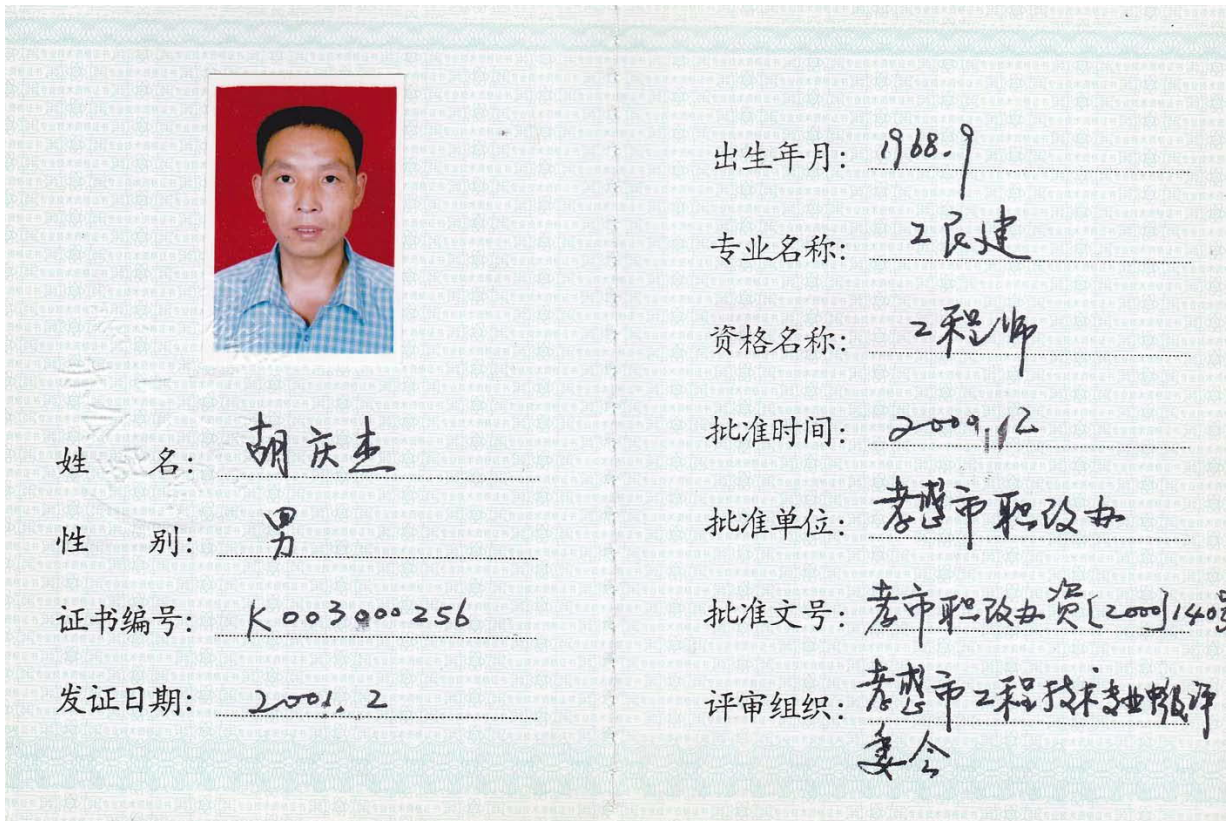 姓 名: 胡庆杰
性 别: 男
证书编号: K003000256
发证日期: 2001.2
出生年月: 1968.9
专业名称: 工民建
资格名称: 工程师
批准时间: 2000.12
批准单位: 孝感市职改办
批准文号: 孝市职改办资[2000]140号
评审组织: 孝感市工程技术专业中级评
委会